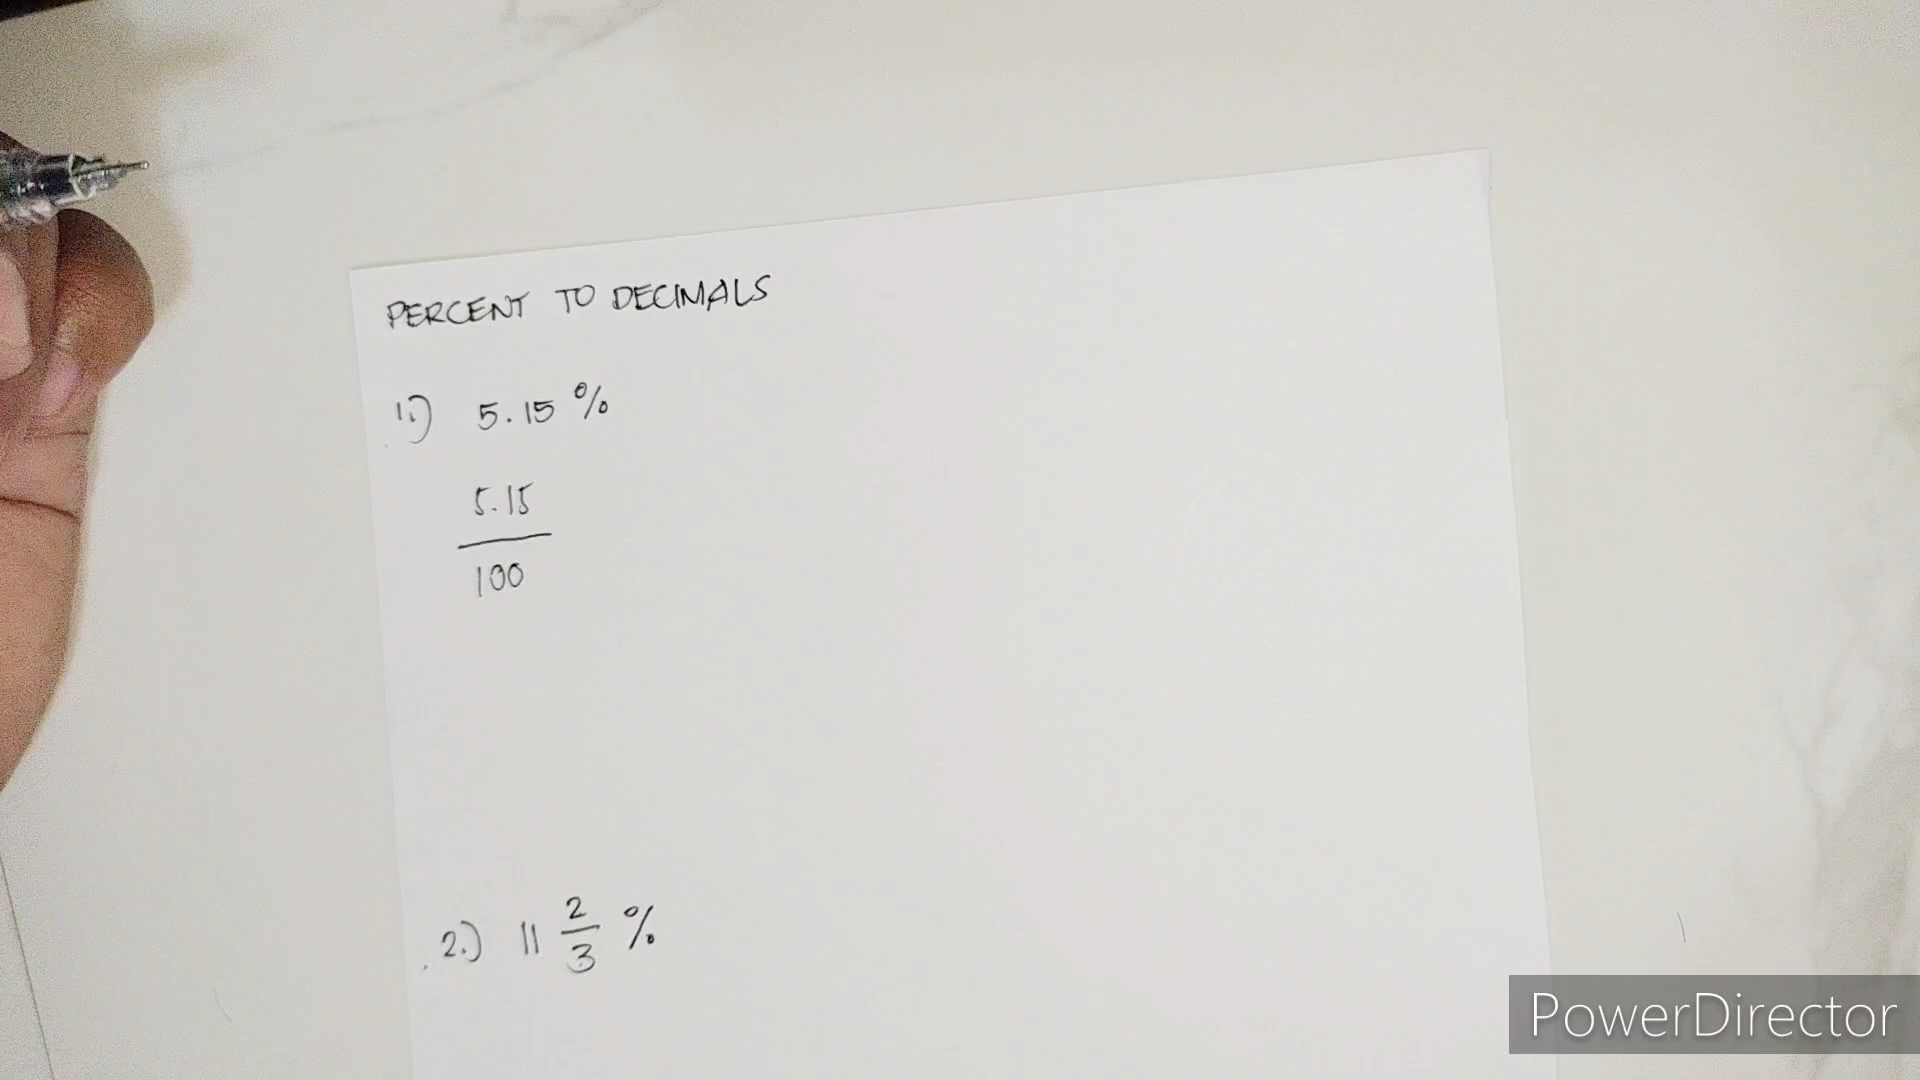 PERCENT TO DECIMALS
1.) 5.15 %
5.15
100
2.) 11 2/3 %
PowerDirector